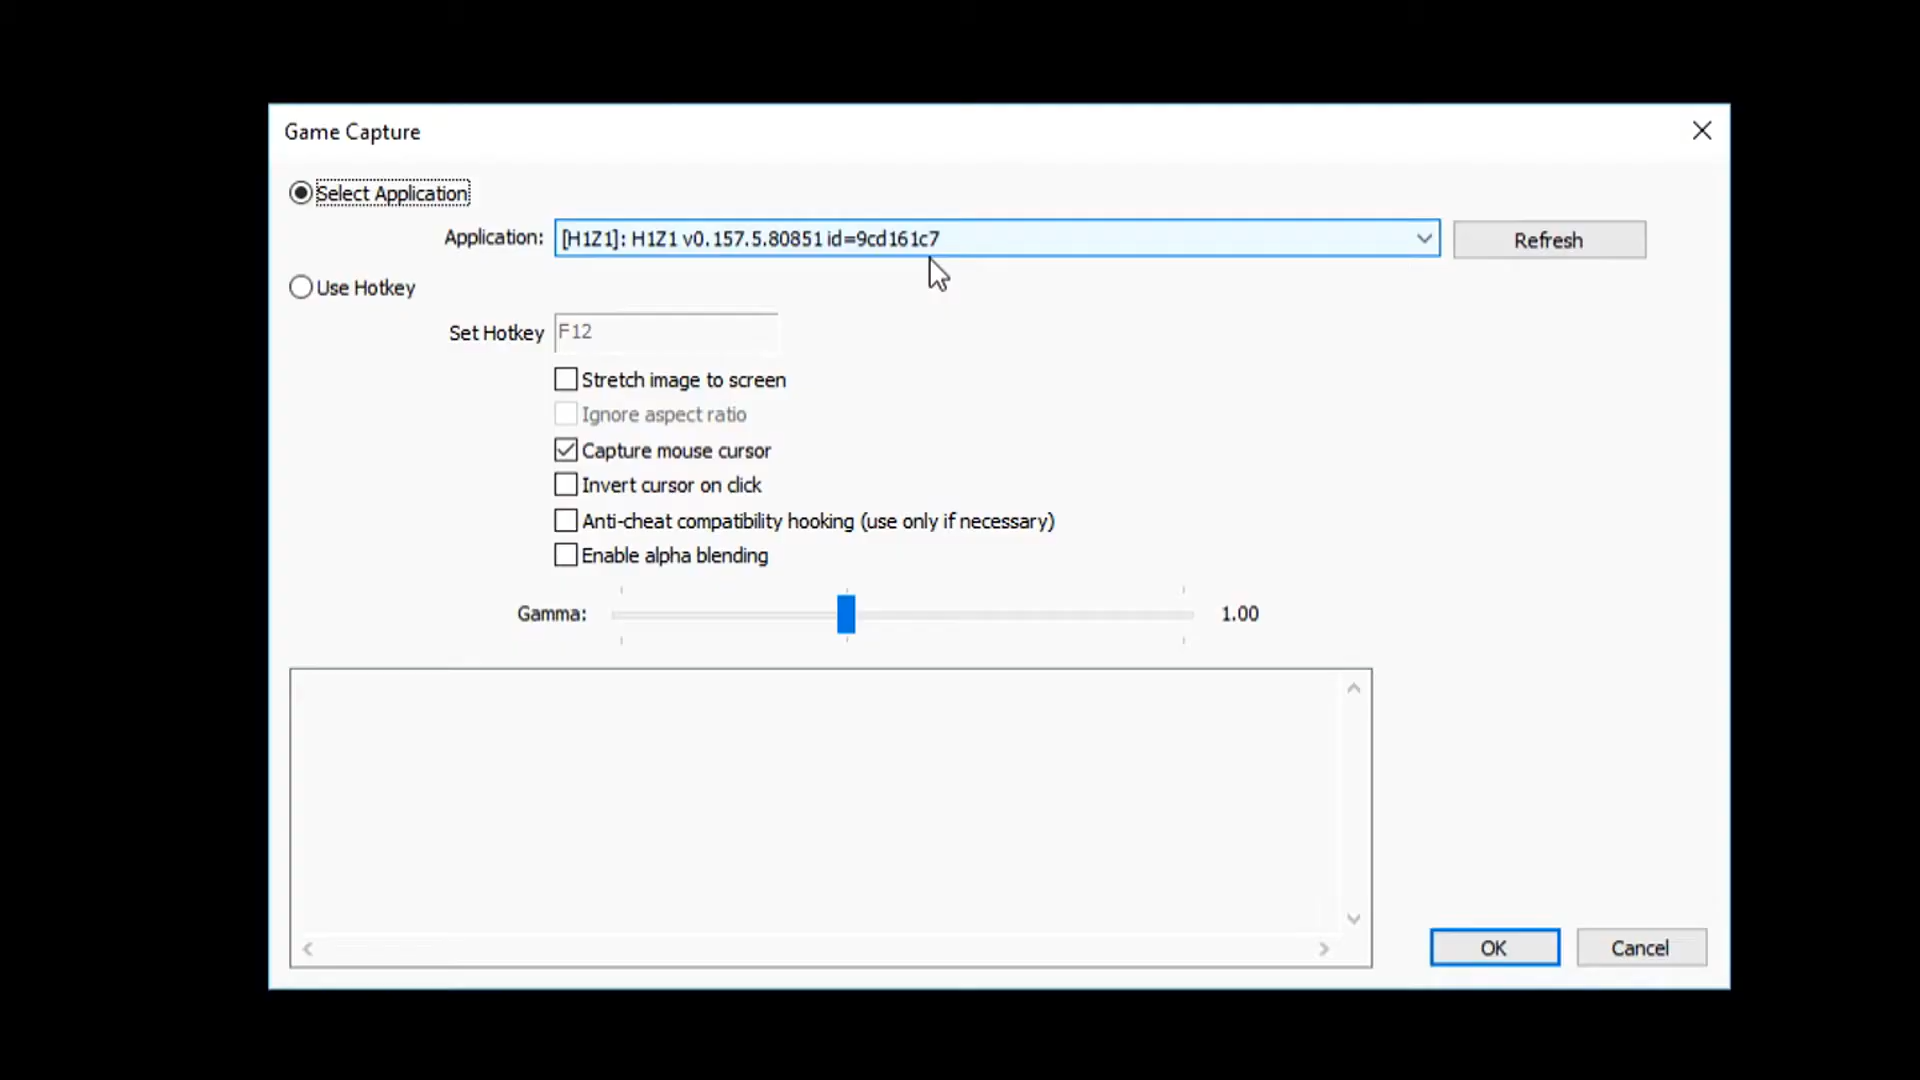 Game Capture
Select Application
Application: [H1Z1]: H1Z1 v0.157.5.80851 id=9cd161c7 Refresh
Use Hotkey
Set Hotkey F12
Stretch image to screen
Ignore aspect ratio
Capture mouse cursor
Invert cursor on click
Anti-cheat compatibility hooking (use only if necessary)
Enable alpha blending
Gamma: 1.00
OK Cancel